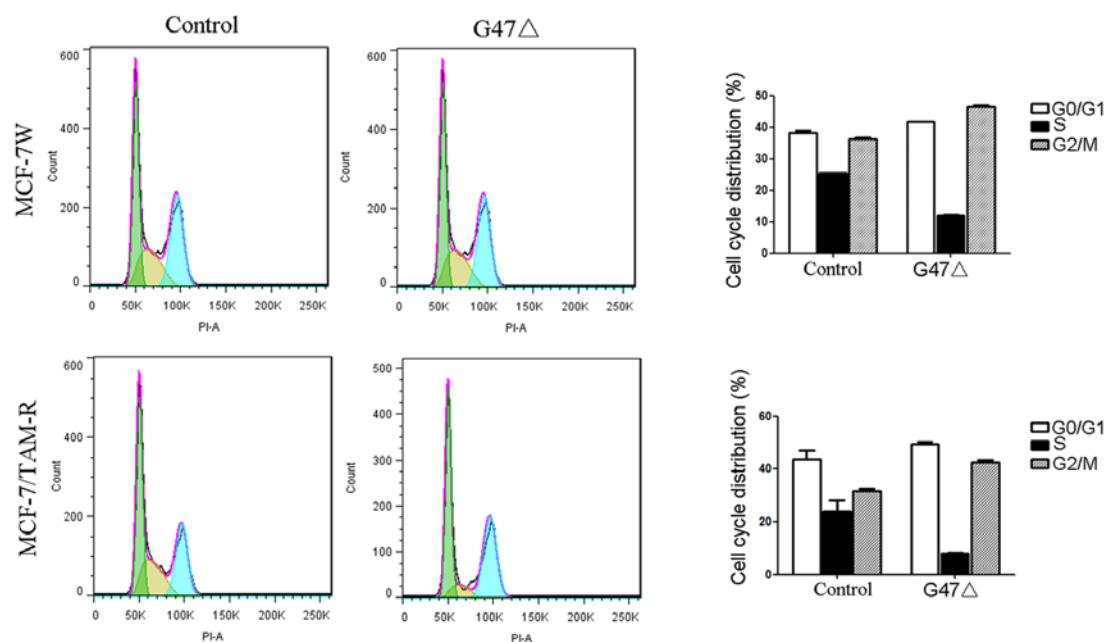 Control
G47△
MCF-7W
600
400
200
0
Count
0 50K 100K 150K 200K 250K
PI-A
600
400
200
0
Count
0 50K 100K 150K 200K 250K
PI-A
Cell cycle distribution (%)
50
40
30
20
10
0
Control
G47△
G0/G1
S
G2/M
MCF-7/TAM-R
600
400
200
0
Count
0 50K 100K 150K 200K 250K
PI-A
500
400
300
200
100
0
Count
0 50K 100K 150K 200K 250K
PI-A
Cell cycle distribution (%)
60
40
20
0
Control
G47△
G0/G1
S
G2/M